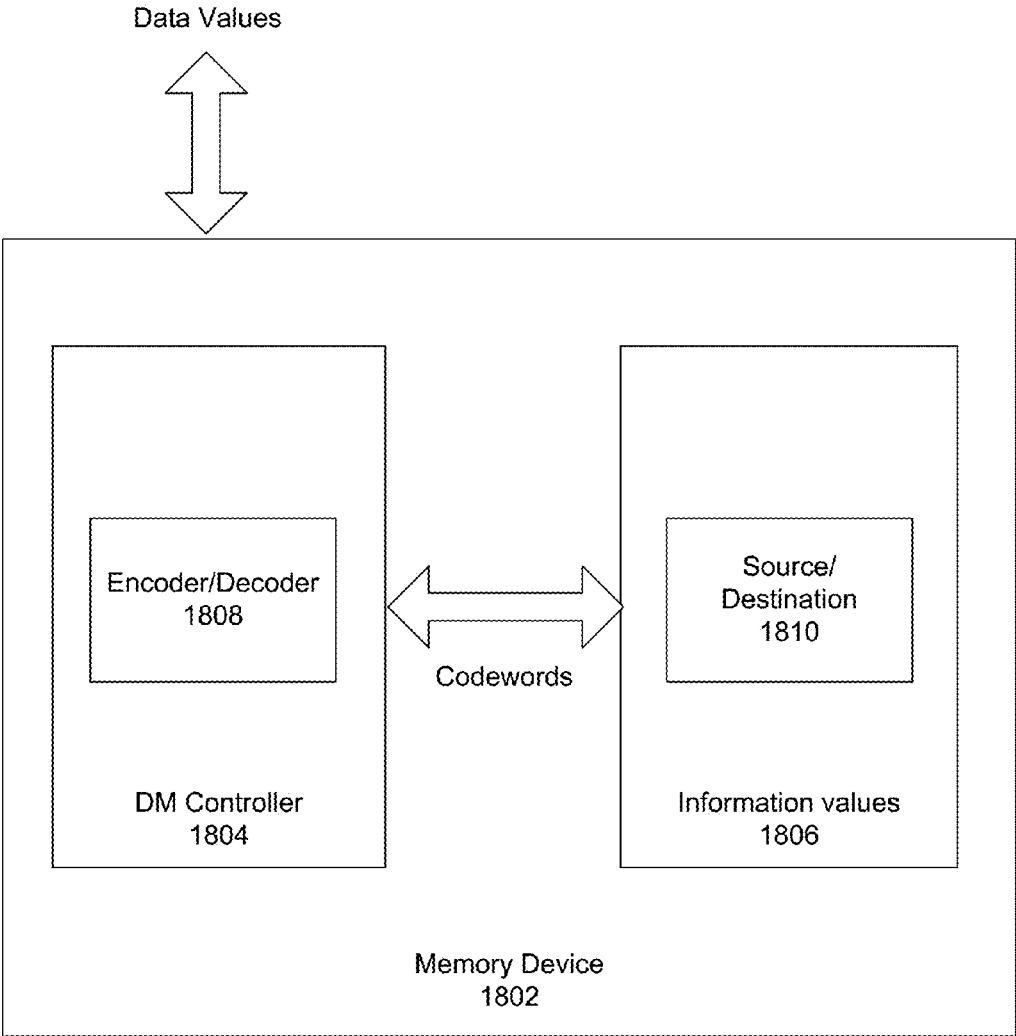 Data Values
Encoder/Decoder
1808
Source/
Destination
1810
Codewords
DM Controller
1804
Information values
1806
Memory Device
1802